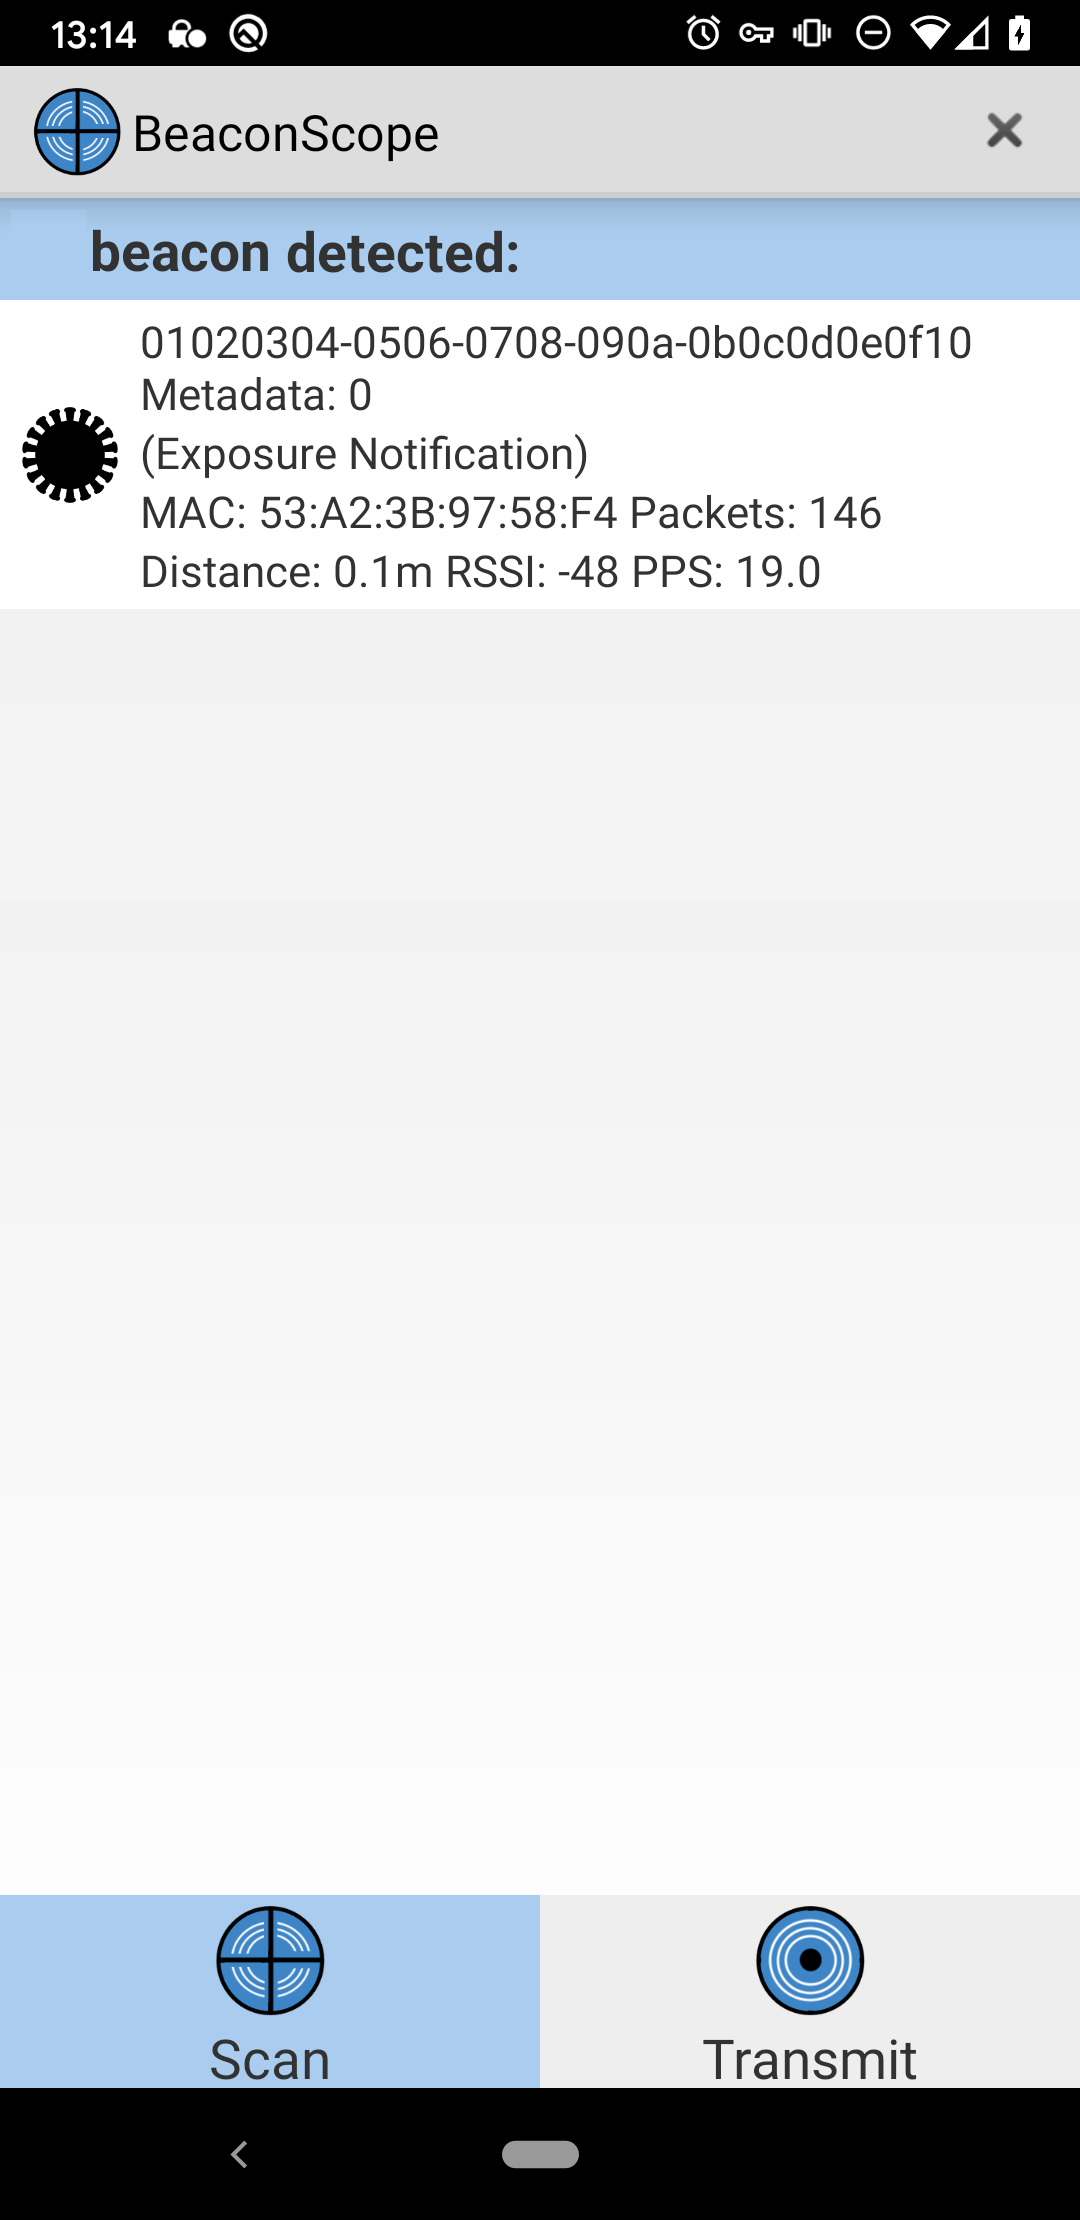 13:14
BeaconScope
beacon detected:
01020304-0506-0708-090a-0b0c0d0e0f10
Metadata: 0
(Exposure Notification)
MAC: 53:A2:3B:97:58:F4 Packets: 146
Distance: 0.1m RSSI: -48 PPS: 19.0
Scan
Transmit